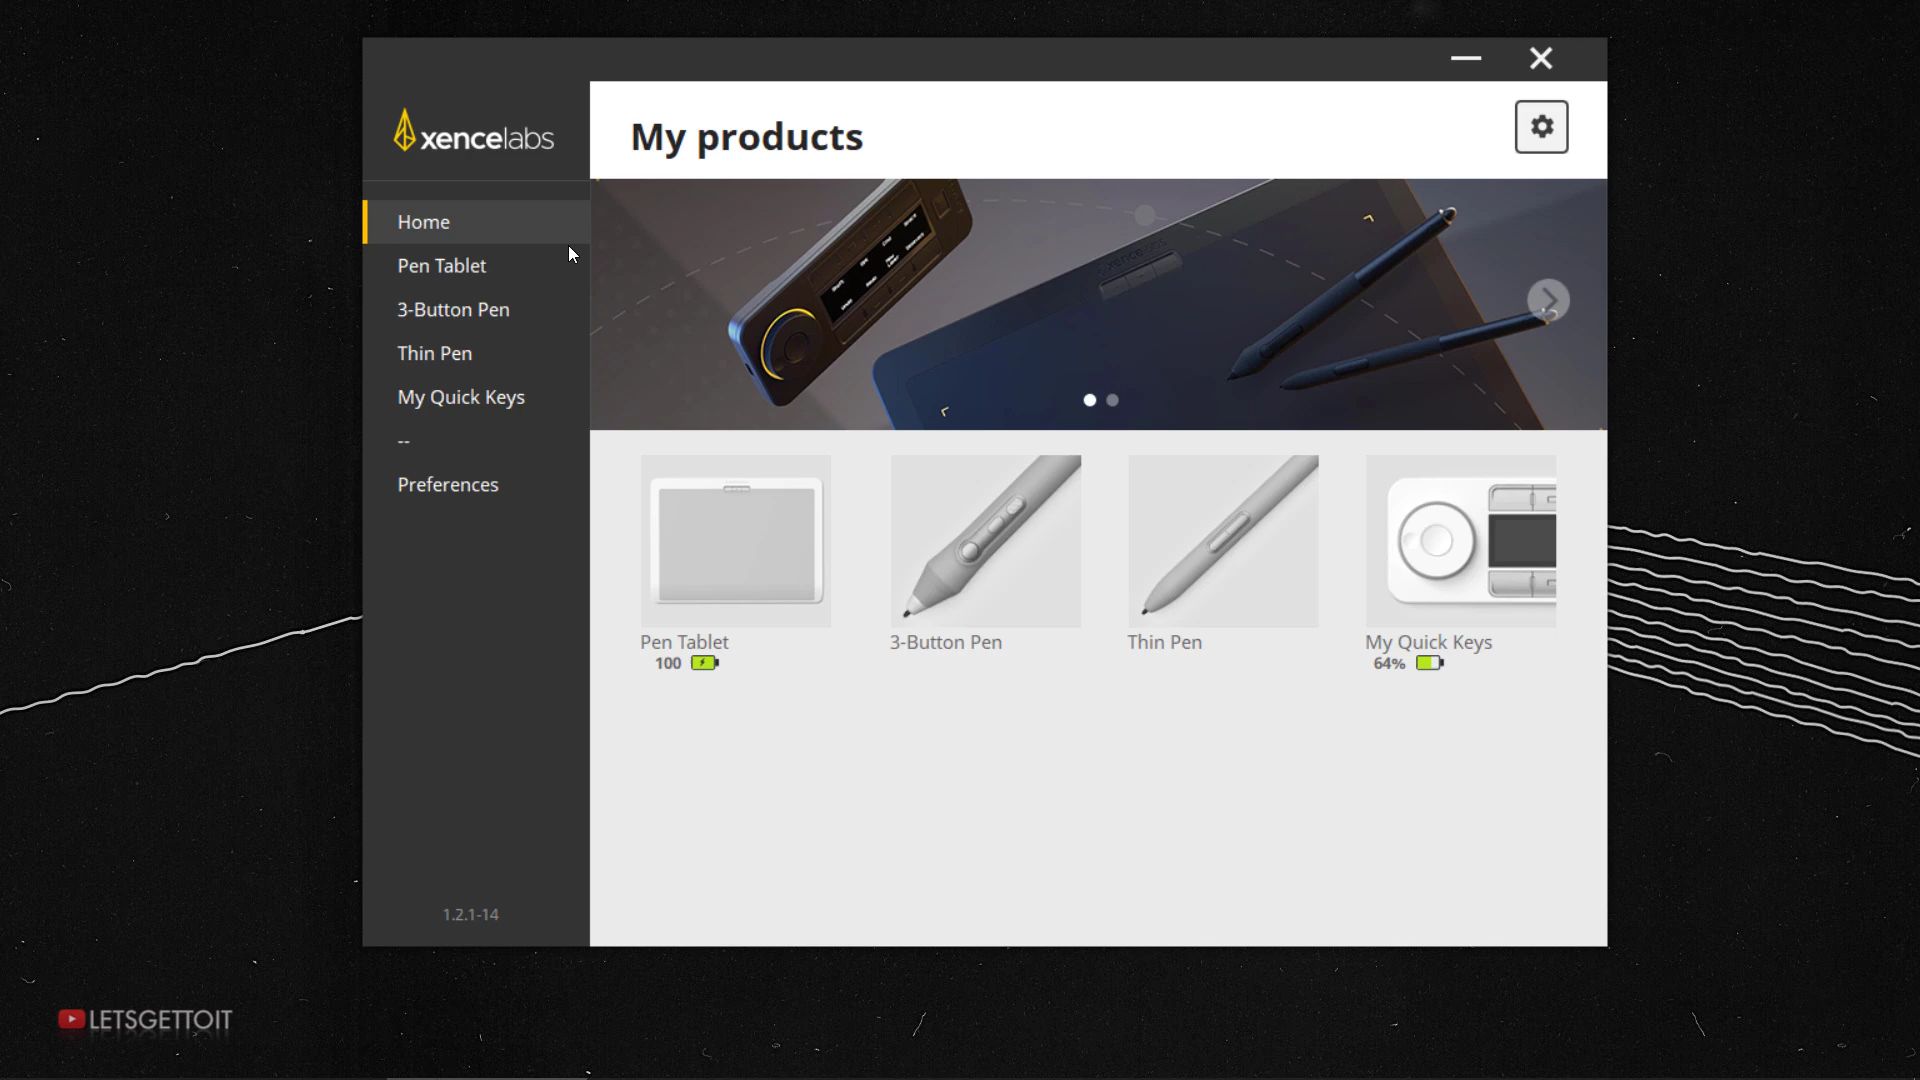 xencelabs
My products
Home
Pen Tablet
3-Button Pen
Thin Pen
My Quick Keys
--
Preferences
Pen Tablet
100
3-Button Pen
Thin Pen
My Quick Keys
64%
1.2.1-14
LETSGETTOIT